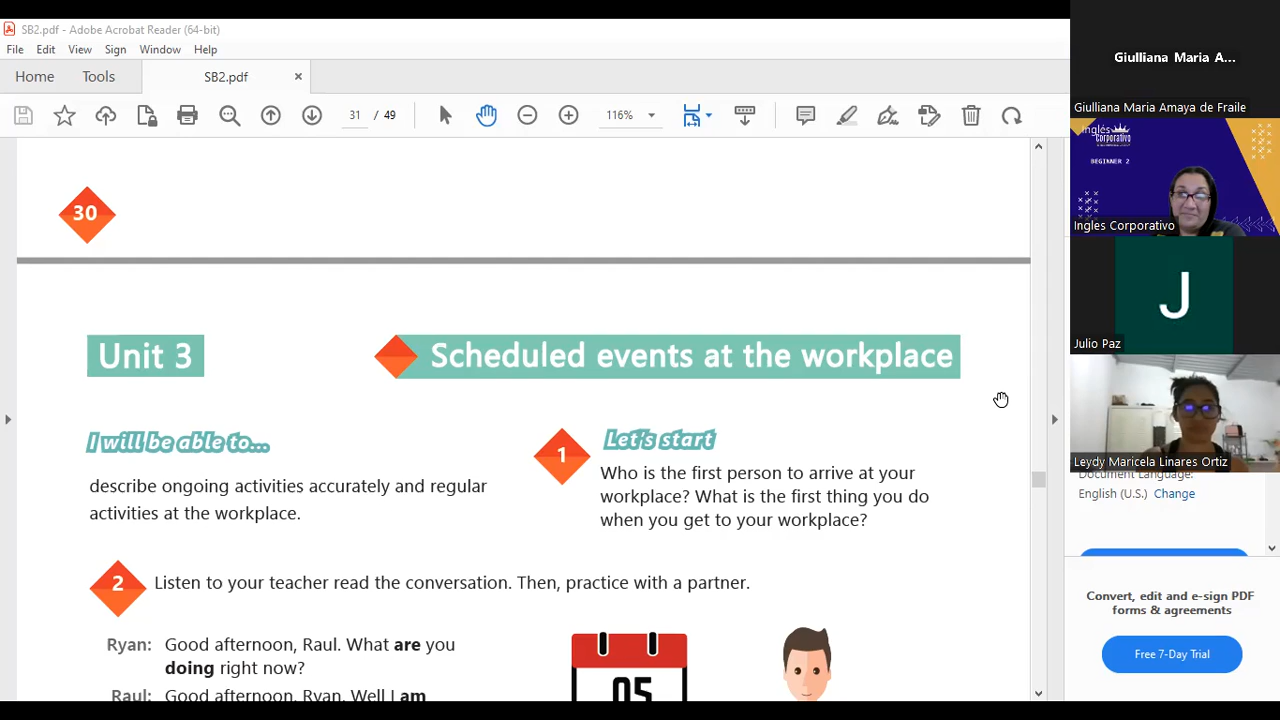 SB2.pdf - Adobe Acrobat Reader (64-bit)
File Edit View Sign Window Help
Home Tools SB2.pdf ×
31 / 49 116%
30
Unit 3
Scheduled events at the workplace
I will be able to...
describe ongoing activities accurately and regular
activities at the workplace.
1
Let's start
Who is the first person to arrive at your
workplace? What is the first thing you do
when you get to your workplace?
2
Listen to your teacher read the conversation. Then, practice with a partner.
Ryan: Good afternoon, Raul. What are you
doing right now?
Raul: Good afternoon, Ryan. Well I am
05
Giulliana Maria A...
Giulliana Maria Amaya de Fraile
Inglés
Corporativo
BEGINNER 2
Ingles Corporativo
J
Julio Paz
Leydy Maricela Linares Ortiz
Document Language:
English (U.S.) Change
Convert, edit and e-sign PDF
forms & agreements
Free 7-Day Trial